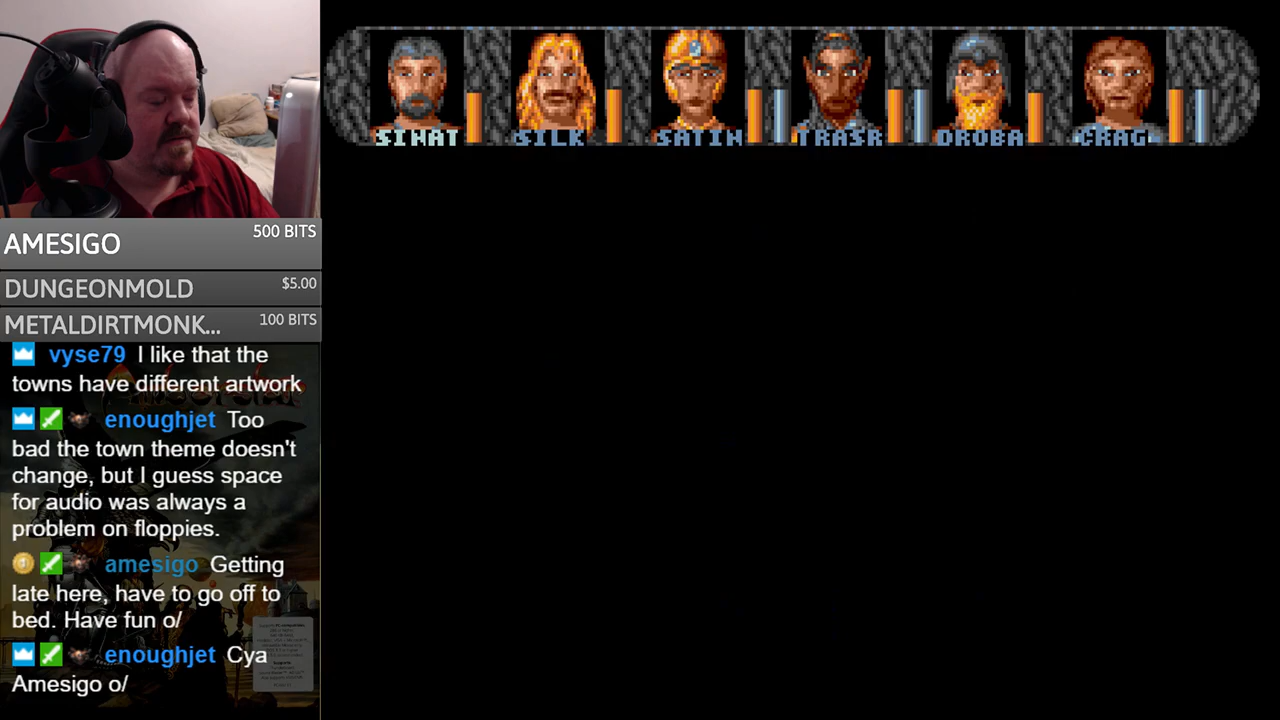 SINAT SILK SATIN TRASR DROBA CRAG
AMESIGO 500 BITS
DUNGEONMOLD $5.00
METALDIRTMONK... 100 BITS
vyse79 I like that the
towns have different artwork
enoughjet Too
bad the town theme doesn't
change, but I guess space
for audio was always a
problem on floppies.
amesigo Getting
late here, have to go off to
bed. Have fun o/
enoughjet Cya
Amesigo o/